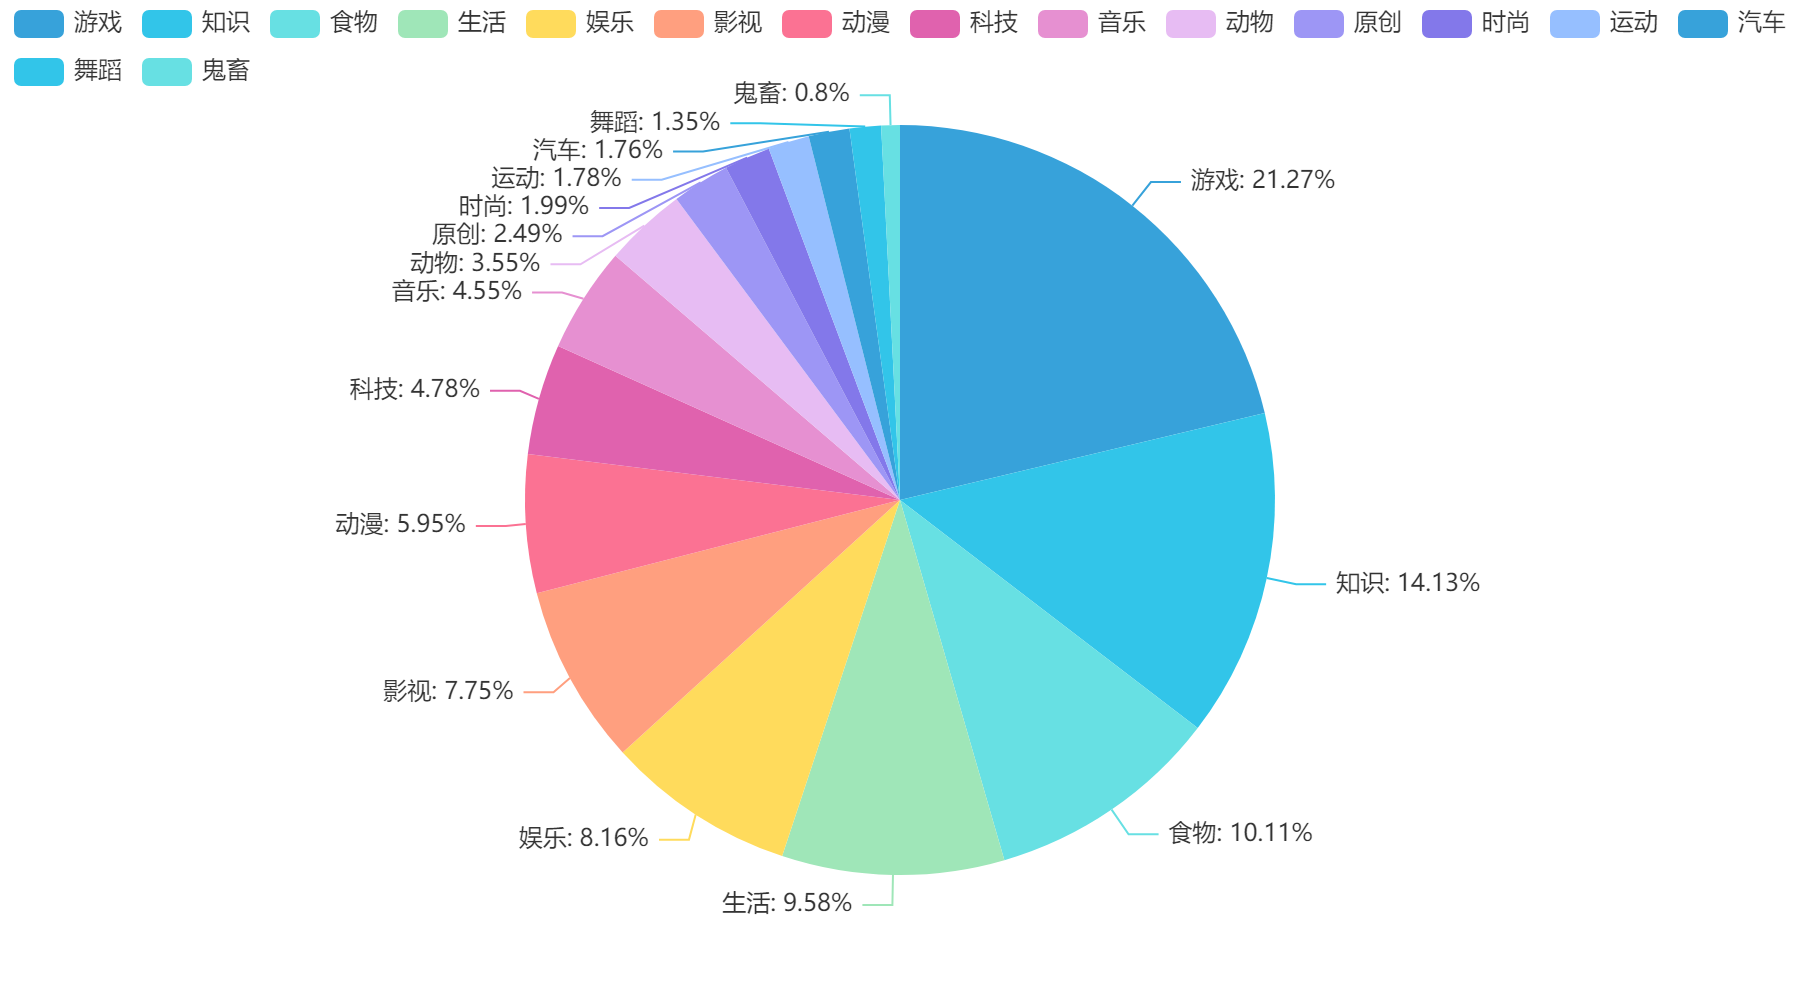 游戏 知识 食物 生活 娱乐 影视 动漫 科技 音乐 动物 原创 时尚 运动 汽车
舞蹈 鬼畜
鬼畜: 0.8%
舞蹈: 1.35%
汽车: 1.76%
运动: 1.78%
时尚: 1.99%
原创: 2.49%
动物: 3.55%
音乐: 4.55%
科技: 4.78%
动漫: 5.95%
影视: 7.75%
娱乐: 8.16%
生活: 9.58%
游戏: 21.27%
知识: 14.13%
食物: 10.11%